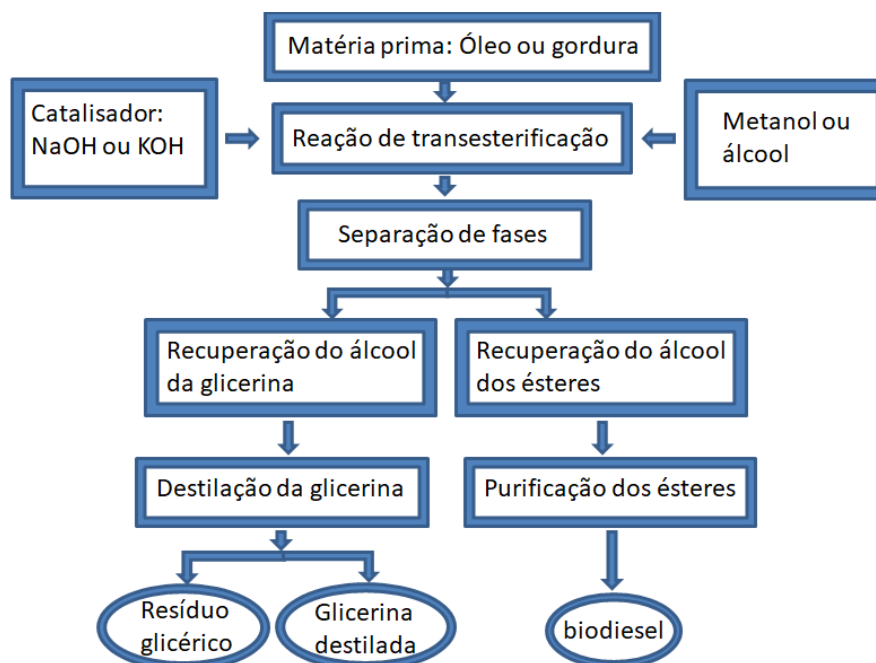 Matéria prima: Óleo ou gordura
Catalisador:
NaOH ou KOH
Reação de transesterificação
Metanol ou
álcool
Separação de fases
Recuperação do álcool
da glicerina
Recuperação do álcool
dos ésteres
Destilação da glicerina
Purificação dos ésteres
Resíduo
glicérico
Glicerina
destilada
biodiesel